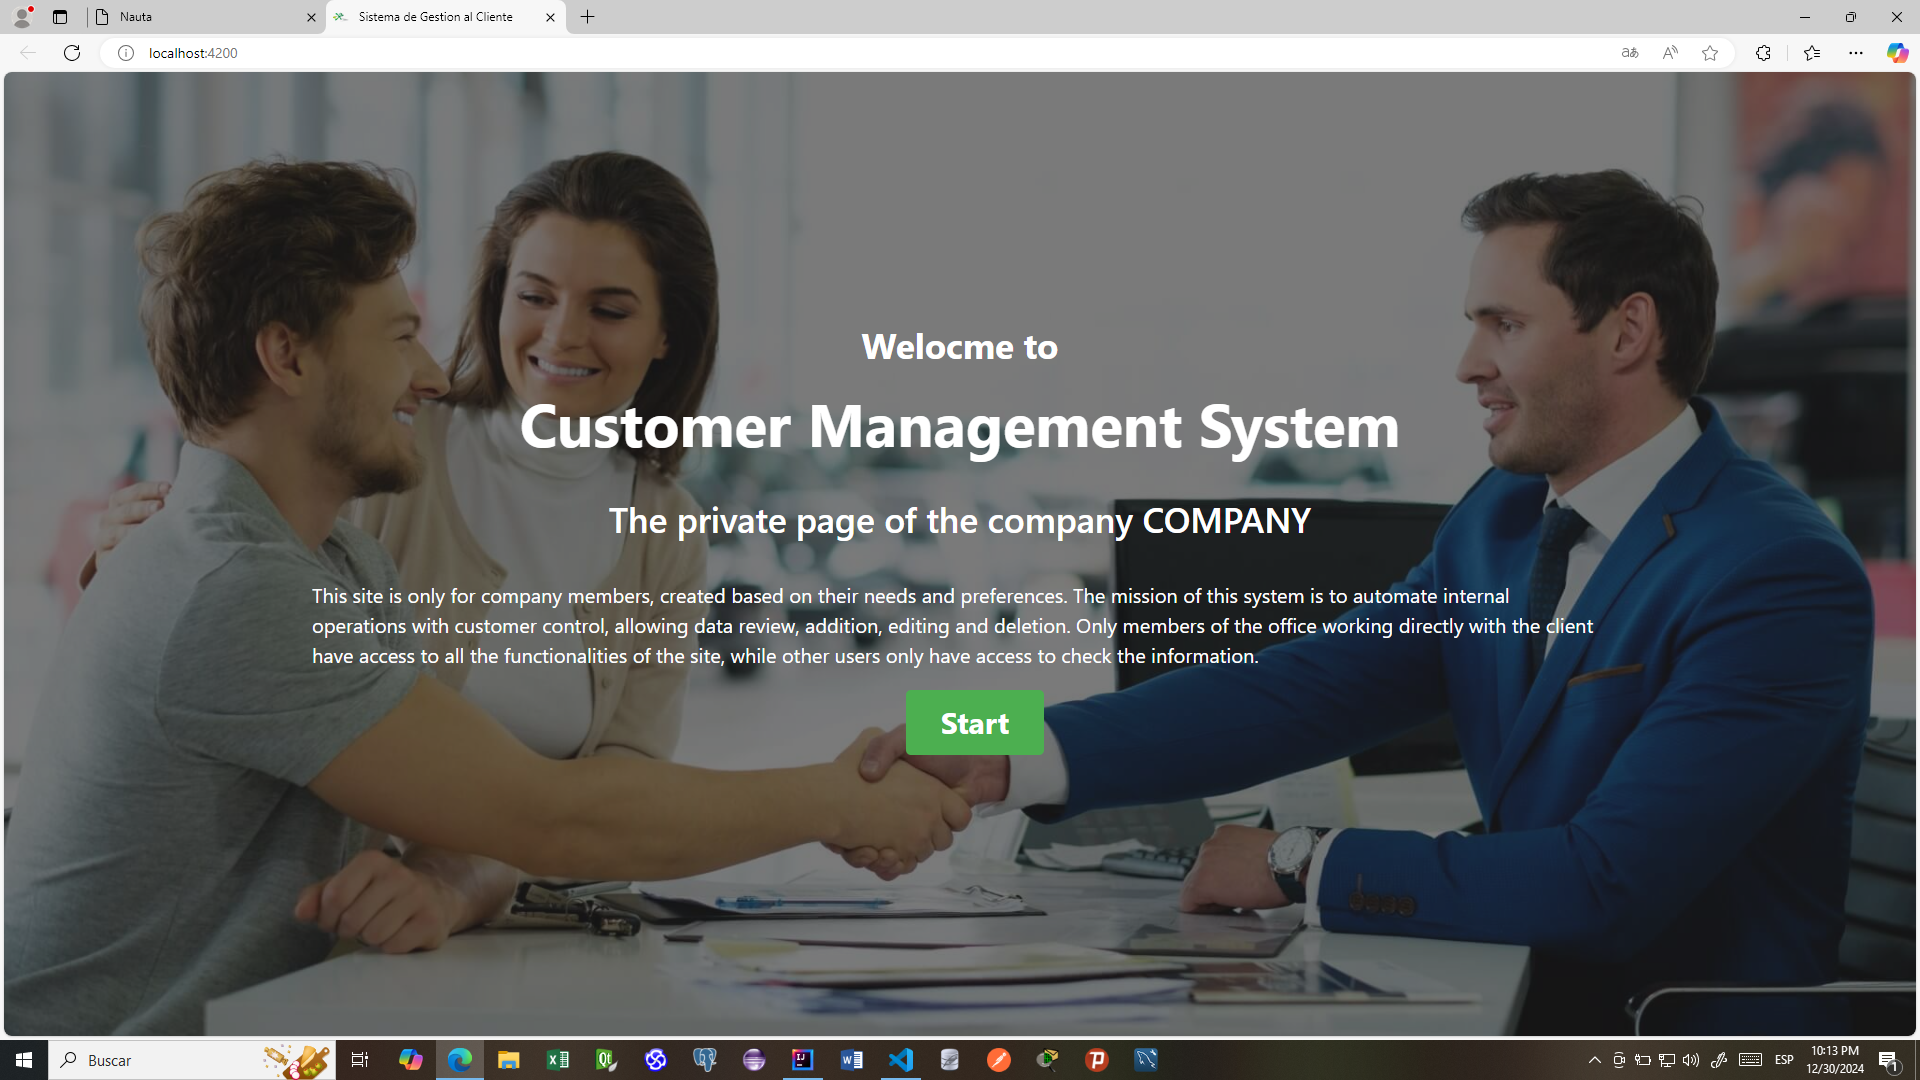 Nauta
Sistema de Gestion al Cliente
localhost:4200
Welocme to
Customer Management System
The private page of the company COMPANY
This site is only for company members, created based on their needs and preferences. The mission of this system is to automate internal
operations with customer control, allowing data review, addition, editing and deletion. Only members of the office working directly with the client
have access to all the functionalities of the site, while other users only have access to check the information.
Start
Buscar
ESP
10:13 PM
12/30/2024
1